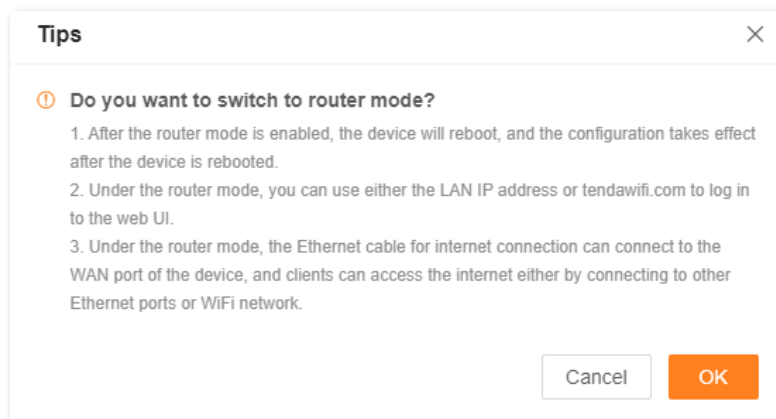 Tips
Do you want to switch to router mode?
1. After the router mode is enabled, the device will reboot, and the configuration takes effect
after the device is rebooted.
2. Under the router mode, you can use either the LAN IP address or tendawifi.com to log in
to the web UI.
3. Under the router mode, the Ethernet cable for internet connection can connect to the
WAN port of the device, and clients can access the internet either by connecting to other
Ethernet ports or WiFi network.
Cancel OK